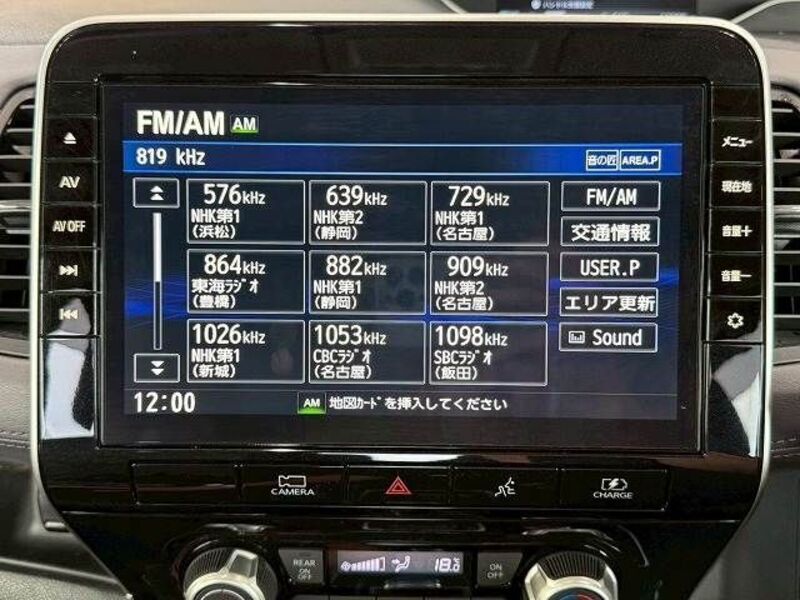 FM/AM AM
819 kHz 音の匠 AREA.P
576kHz 639kHz 729kHz FM/AM
NHK第1 NHK第2 NHK第1
(浜松) (静岡) (名古屋) 交通情報
864kHz 882kHz 909kHz USER.P
東海ﾗｼﾞｵ NHK第1 NHK第2
(豊橋) (静岡) (名古屋) エリア更新
1026kHz 1053kHz 1098kHz Sound
NHK第1 CBCﾗｼﾞｵ SBCﾗｼﾞｵ
(新城) (名古屋) (飯田)
12:00 AM 地図ｶｰﾄﾞを挿入してください
AV
AV OFF
メニュー
現在地
音量+
音量−
CAMERA CHARGE
REAR ON OFF 18.0 ON OFF